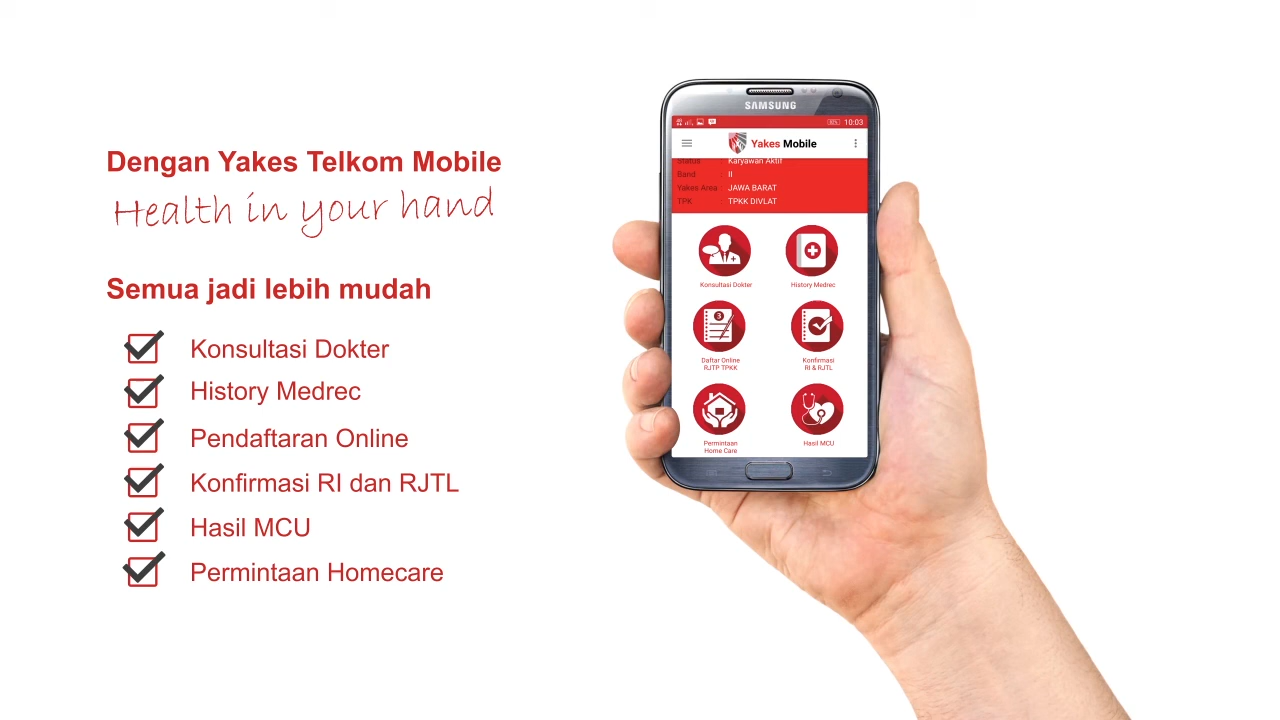 Dengan Yakes Telkom Mobile
Health in your hand
Semua jadi lebih mudah
Konsultasi Dokter
History Medrec
Pendaftaran Online
Konfirmasi RI dan RJTL
Hasil MCU
Permintaan Homecare
SAMSUNG
82% 10:03
Yakes Mobile
Status : Karyawan Aktif
Band : II
Yakes Area : JAWA BARAT
TPK : TPKK DIVLAT
Konsultasi Dokter
History Medrec
3
Daftar Online
RJTP TPKK
Konfirmasi
RI & RJTL
Permintaan
Home Care
Hasil MCU